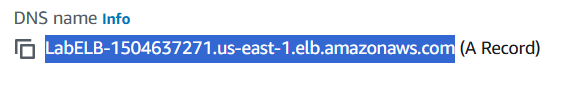 DNS name Info
LabELB-1504637271.us-east-1.elb.amazonaws.com (A Record)